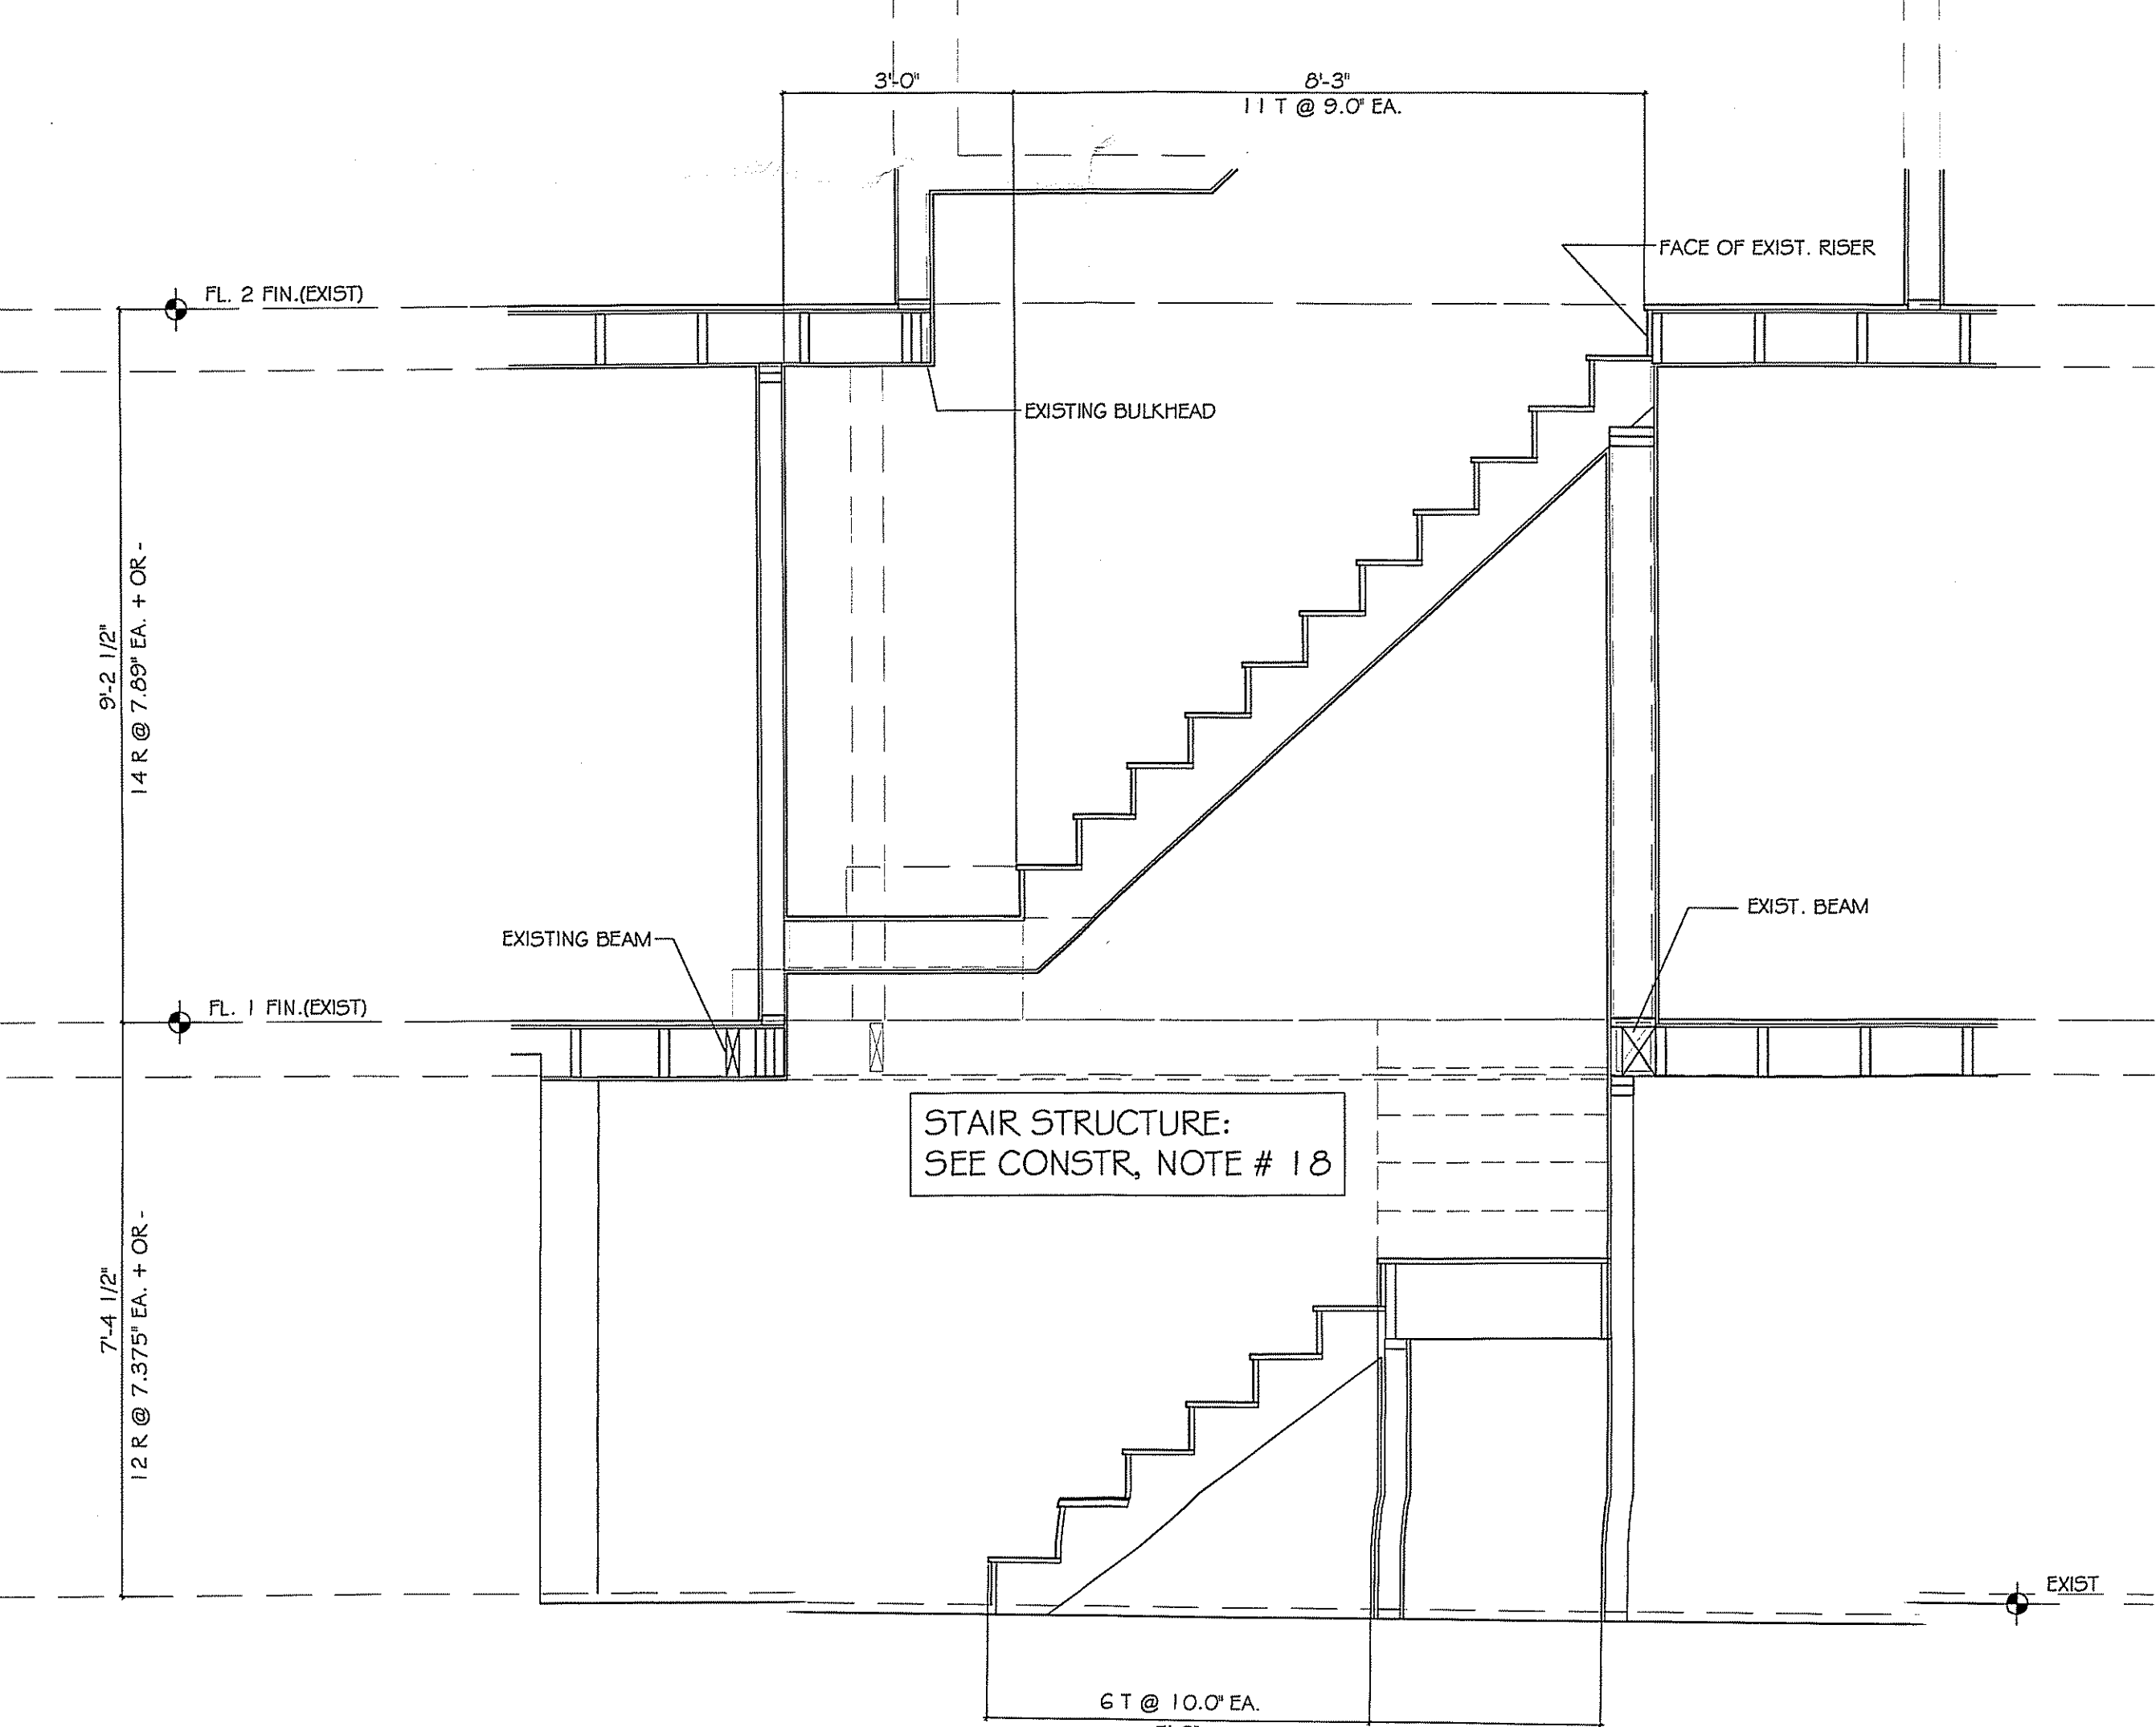 3'-0"
8'-3"
11 T @ 9.0" EA.
FACE OF EXIST. RISER
FL. 2 FIN.(EXIST)
EXISTING BULKHEAD
9'-2 1/2"
14 R @ 7.89" EA. + OR -
EXIST. BEAM
EXISTING BEAM
FL. 1 FIN.(EXIST)
STAIR STRUCTURE:
SEE CONSTR, NOTE # 18
7'-4 1/2"
12 R @ 7.375" EA. + OR -
EXIST
6 T @ 10.0" EA.